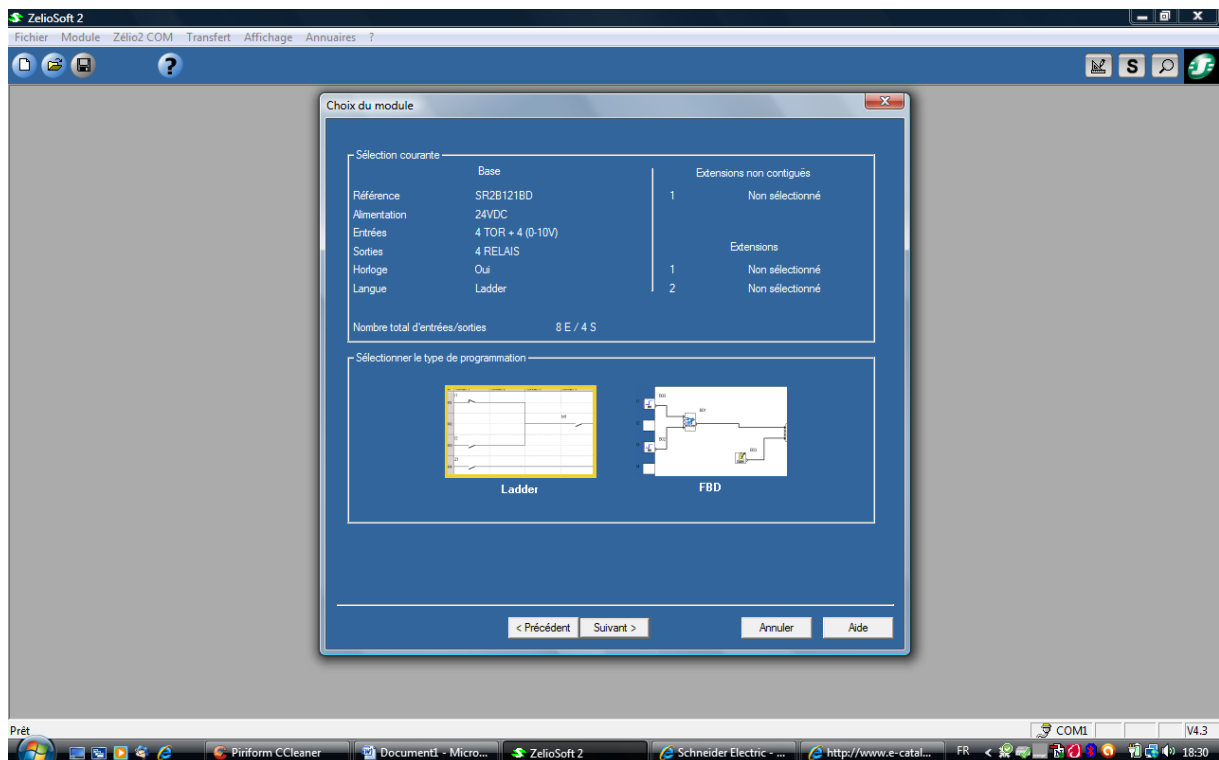 ZelioSoft 2
Fichier Module Zélio2 COM Transfert Affichage Annuaires ?
S
Choix du module
Sélection courante
Base
Extensions non contiguës
Référence SR2B121BD 1 Non sélectionné
Alimentation 24VDC
Entrées 4 TOR + 4 (0-10V)
Extensions
Sorties 4 RELAIS
Horloge Oui 1 Non sélectionné
Langue Ladder 2 Non sélectionné
Nombre total d'entrées/sorties 8 E / 4 S
Sélectionner le type de programmation
Ladder
FBD
< Précédent Suivant > Annuler Aide
Prêt
COM1 V4.3
Piriform CCleaner Document1 - Micro... ZelioSoft 2 Schneider Electric - ... http://www.e-catal... FR < 18:30